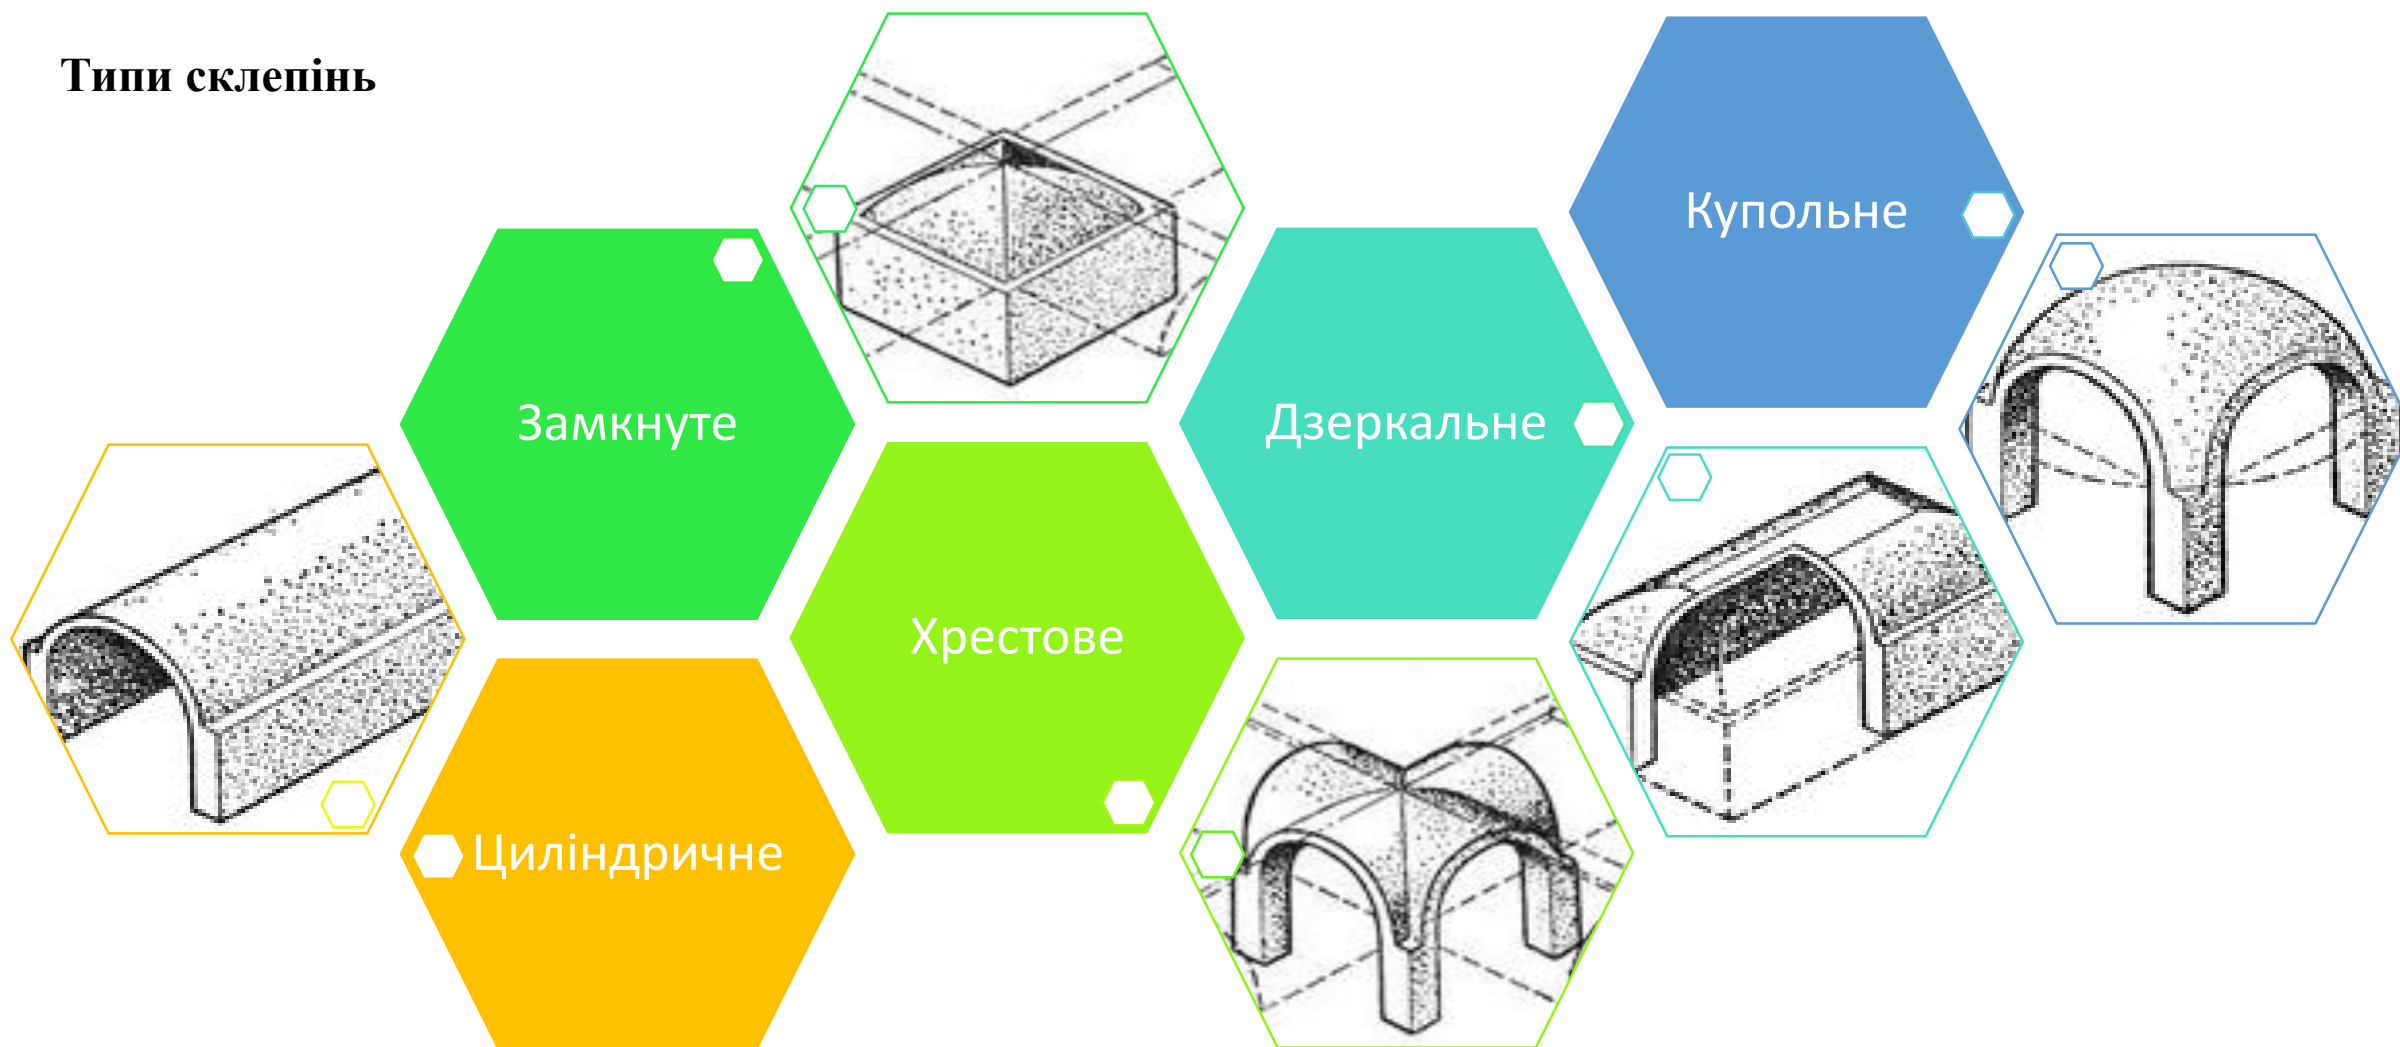 Типи склепінь
Купольне
Замкнуте
Дзеркальне
Хрестове
Циліндричне